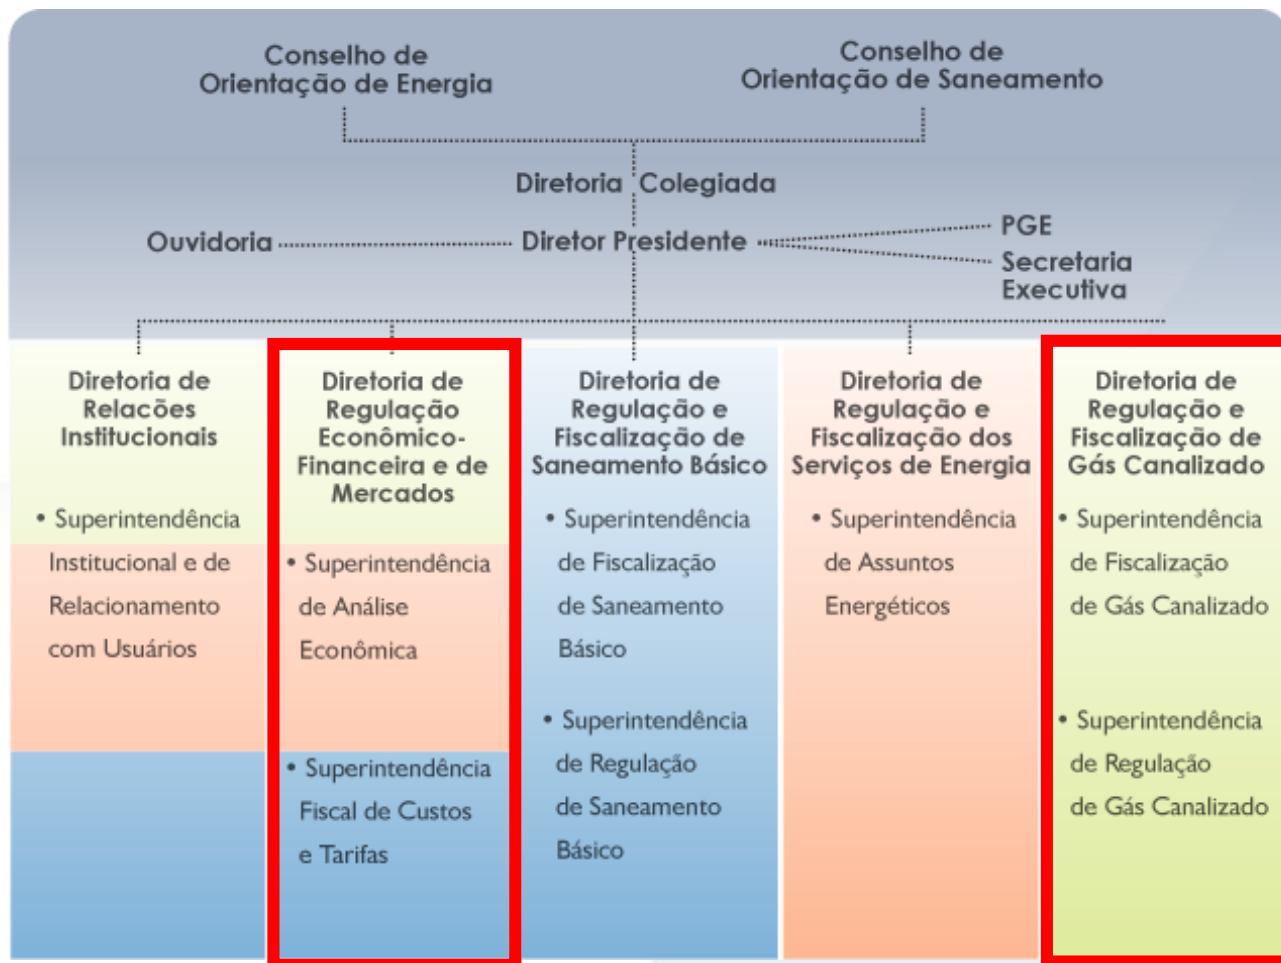 Conselho de
Orientação de Energia
Conselho de
Orientação de Saneamento
Diretoria Colegiada
Ouvidoria
Diretor Presidente
PGE
Secretaria
Executiva
Diretoria de
Relacões
Institucionais
• Superintendência
Institucional e de
Relacionamento
com Usuários
Diretoria de
Regulação
Econômico-
Financeira e de
Mercados
• Superintendência
de Análise
Econômica
• Superintendência
Fiscal de Custos
e Tarifas
Diretoria de
Regulação e
Fiscalização de
Saneamento Básico
• Superintendência
de Fiscalização
de Saneamento
Básico
• Superintendência
de Regulação
de Saneamento
Básico
Diretoria de
Regulação e
Fiscalização dos
Serviços de Energia
• Superintendência
de Assuntos
Energéticos
Diretoria de
Regulação e
Fiscalização de
Gás Canalizado
• Superintendência
de Fiscalização
de Gás Canalizado
• Superintendência
de Regulação
de Gás Canalizado